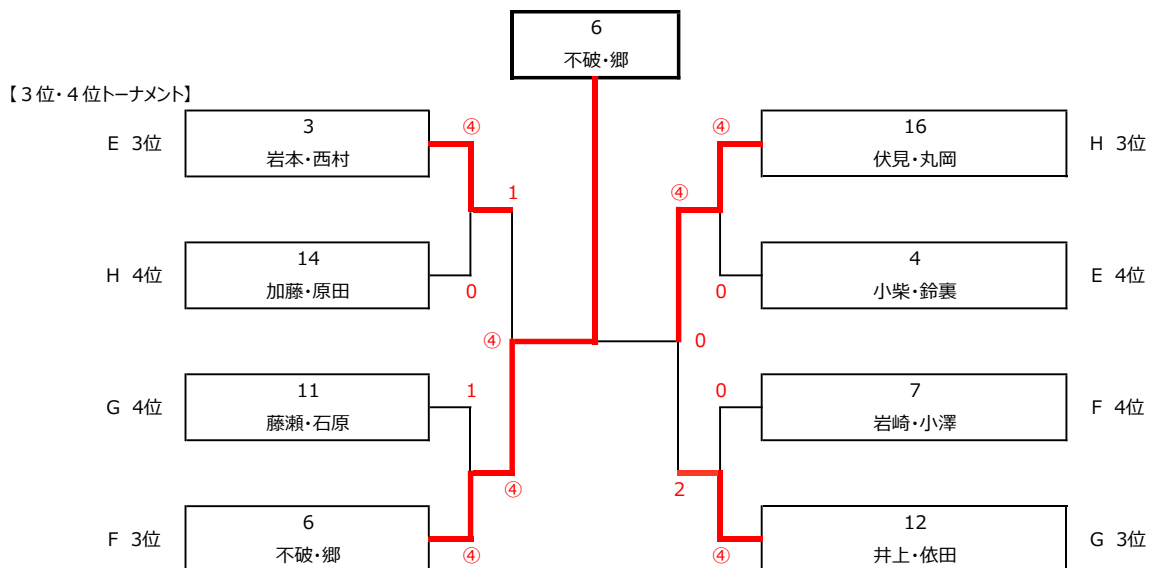 6
不破・郷
【３位・４位トーナメント】
E 3位
3
岩本・西村
④
④
16
伏見・丸岡
H 3位
1
④
H 4位
14
加藤・原田
0
0
4
小柴・鈴裏
E 4位
④
0
G 4位
11
藤瀬・石原
1
0
7
岩崎・小澤
F 4位
④
2
F 3位
6
不破・郷
④
④
12
井上・依田
G 3位